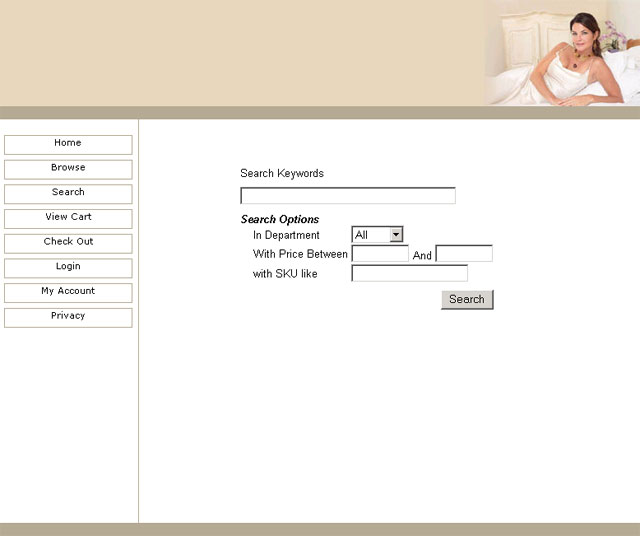 Home
Browse
Search
View Cart
Check Out
Login
My Account
Privacy
Search Keywords
Search Options
In Department All
With Price Between And
with SKU like
Search